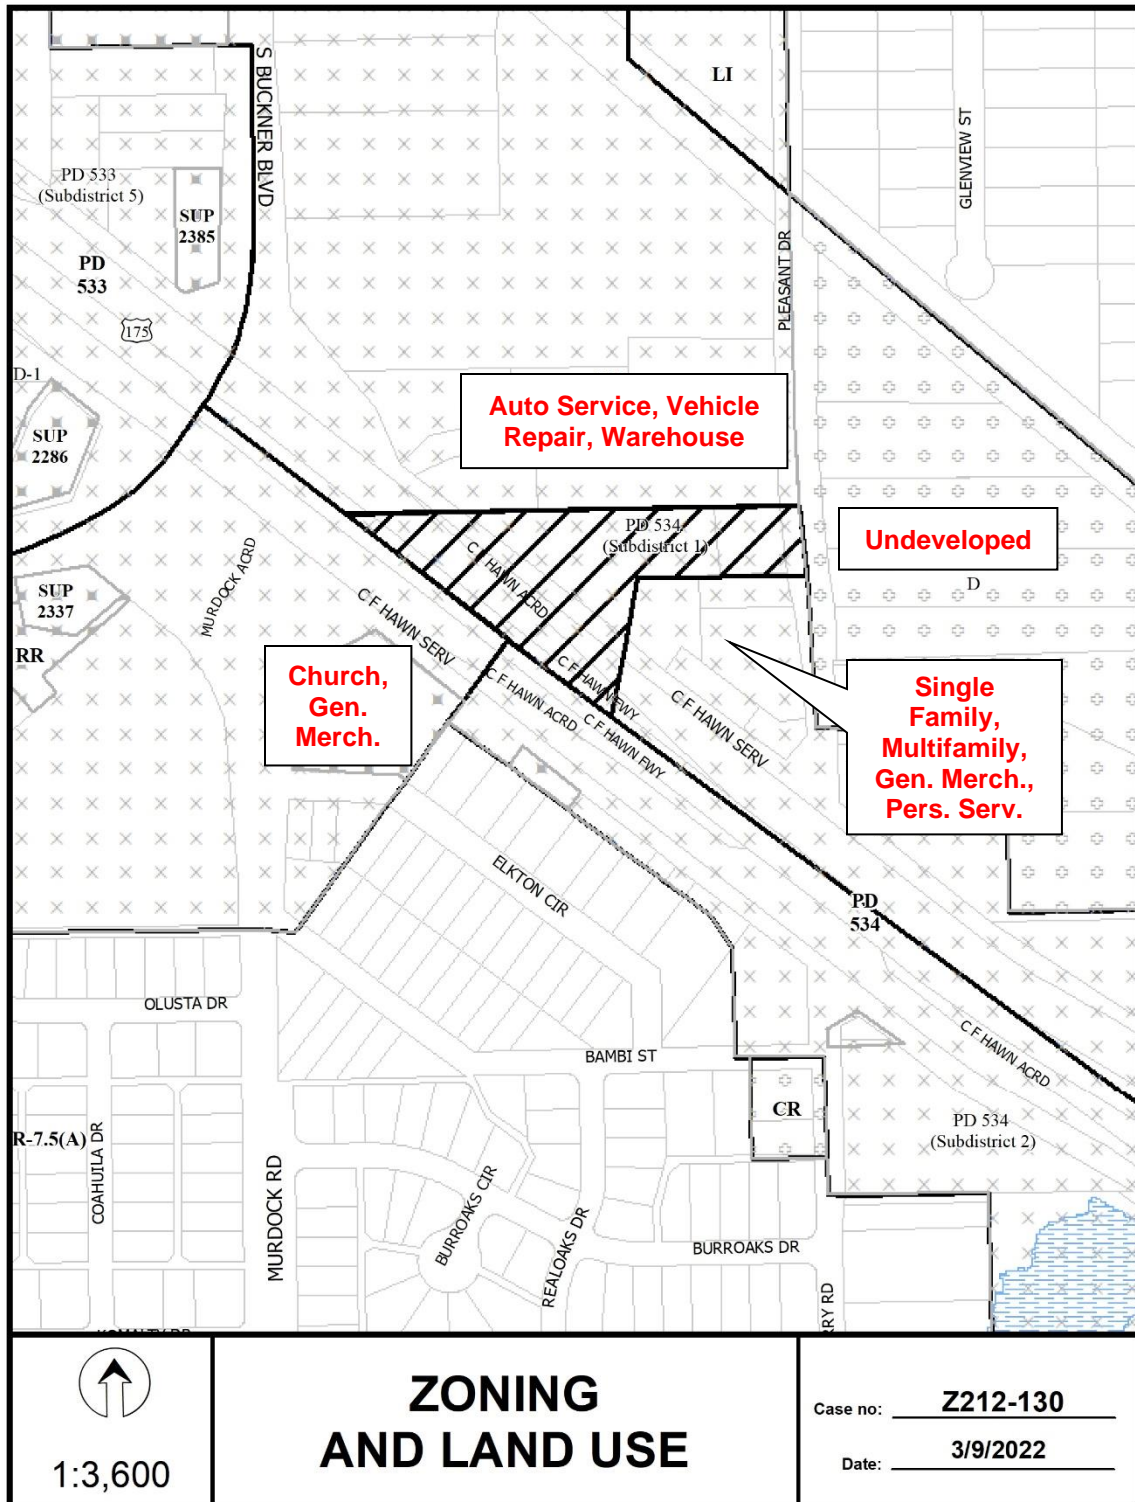 S BUCKNER BLVD
LI
GLENVIEW ST
PD 533
(Subdistrict 5)
SUP
2385
PD
533
PLEASANT DR
175
D-1
SUP
2286
Auto Service, Vehicle
Repair, Warehouse
PD 534
(Subdistrict 1)
Undeveloped
D
C F HAWN ACRD
MURDOCK ACRD
SUP
2337
RR
C F HAWN SERV
Church,
Gen.
Merch.
C F HAWN FWY
C F HAWN ACRD
C F HAWN FWY
C F HAWN SERV
Single
Family,
Multifamily,
Gen. Merch.,
Pers. Serv.
ELKTON CIR
PD
534
OLUSTA DR
BAMBI ST
C F HAWN ACRD
CR
PD 534
(Subdistrict 2)
R-7.5(A)
COAHUILA DR
MURDOCK RD
BURROAKS CIR
REALOAKS DR
BURROAKS DR
RRY RD
ZONING
AND LAND USE
1:3,600
Case no: Z212-130
Date: 3/9/2022